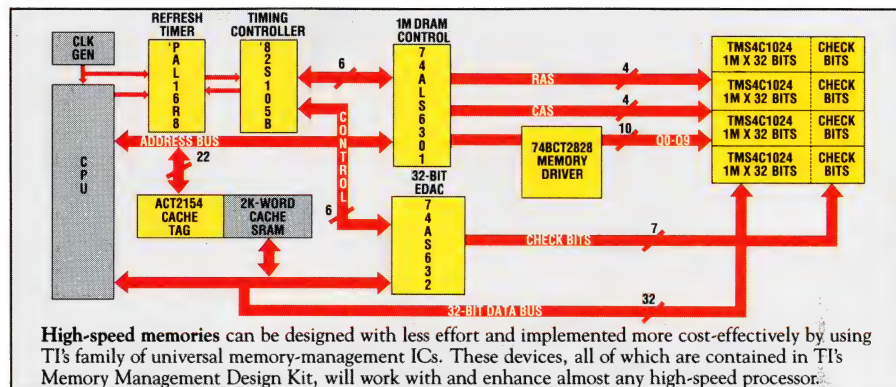 REFRESH TIMER
TIMING CONTROLLER
1M DRAM CONTROL
CLK GEN
'PAL16R8
'82S105B
6
74ALS6301
4
RAS
4
CAS
10
Q0-Q9
TMS4C1024 1M X 32 BITS
CHECK BITS
TMS4C1024 1M X 32 BITS
CHECK BITS
TMS4C1024 1M X 32 BITS
CHECK BITS
TMS4C1024 1M X 32 BITS
CHECK BITS
CPU
ADDRESS BUS
22
CONTROL
6
74BCT2828 MEMORY DRIVER
ACT2154 CACHE TAG
2K-WORD CACHE SRAM
32-BIT EDAC
74AS632
7
CHECK BITS
32
32-BIT DATA BUS
High-speed memories can be designed with less effort and implemented more cost-effectively by using
TI's family of universal memory-management ICs. These devices, all of which are contained in TI's
Memory Management Design Kit, will work with and enhance almost any high-speed processor.